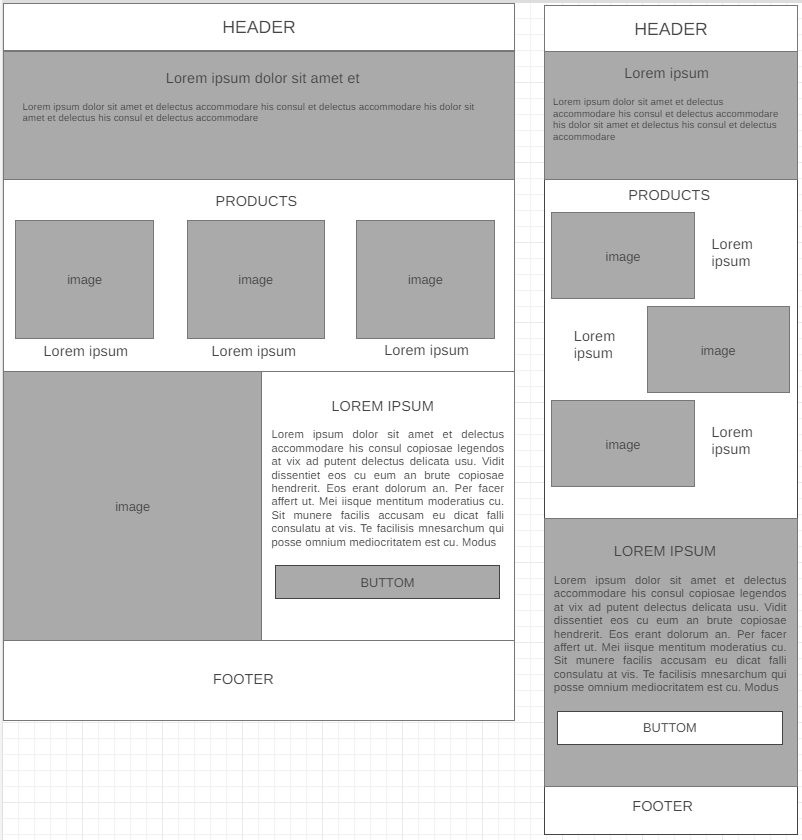 HEADER
Lorem ipsum dolor sit amet et
Lorem ipsum dolor sit amet et delectus accommodare his consul et delectus accommodare his dolor sit
amet et delectus his consul et delectus accommodare
PRODUCTS
image
image
image
Lorem ipsum
Lorem ipsum
Lorem ipsum
image
LOREM IPSUM
Lorem ipsum dolor sit amet et delectus
accommodare his consul copiosae legendos
at vix ad putent delectus delicata usu. Vidit
dissentiet eos cu eum an brute copiosae
hendrerit. Eos erant dolorum an. Per facer
affert ut. Mei iisque mentitum moderatius cu.
Sit munere facilis accusam eu dicat falli
consulatu at vis. Te facilisis mnesarchum qui
posse omnium mediocritatem est cu. Modus
BUTTOM
FOOTER
HEADER
Lorem ipsum
Lorem ipsum dolor sit amet et delectus
accommodare his consul et delectus accommodare
his dolor sit amet et delectus his consul et delectus
accommodare
PRODUCTS
image
Lorem
ipsum
Lorem
ipsum
image
image
Lorem
ipsum
LOREM IPSUM
Lorem ipsum dolor sit amet et delectus
accommodare his consul copiosae legendos
at vix ad putent delectus delicata usu. Vidit
dissentiet eos cu eum an brute copiosae
hendrerit. Eos erant dolorum an. Per facer
affert ut. Mei iisque mentitum moderatius cu.
Sit munere facilis accusam eu dicat falli
consulatu at vis. Te facilisis mnesarchum qui
posse omnium mediocritatem est cu. Modus
BUTTOM
FOOTER